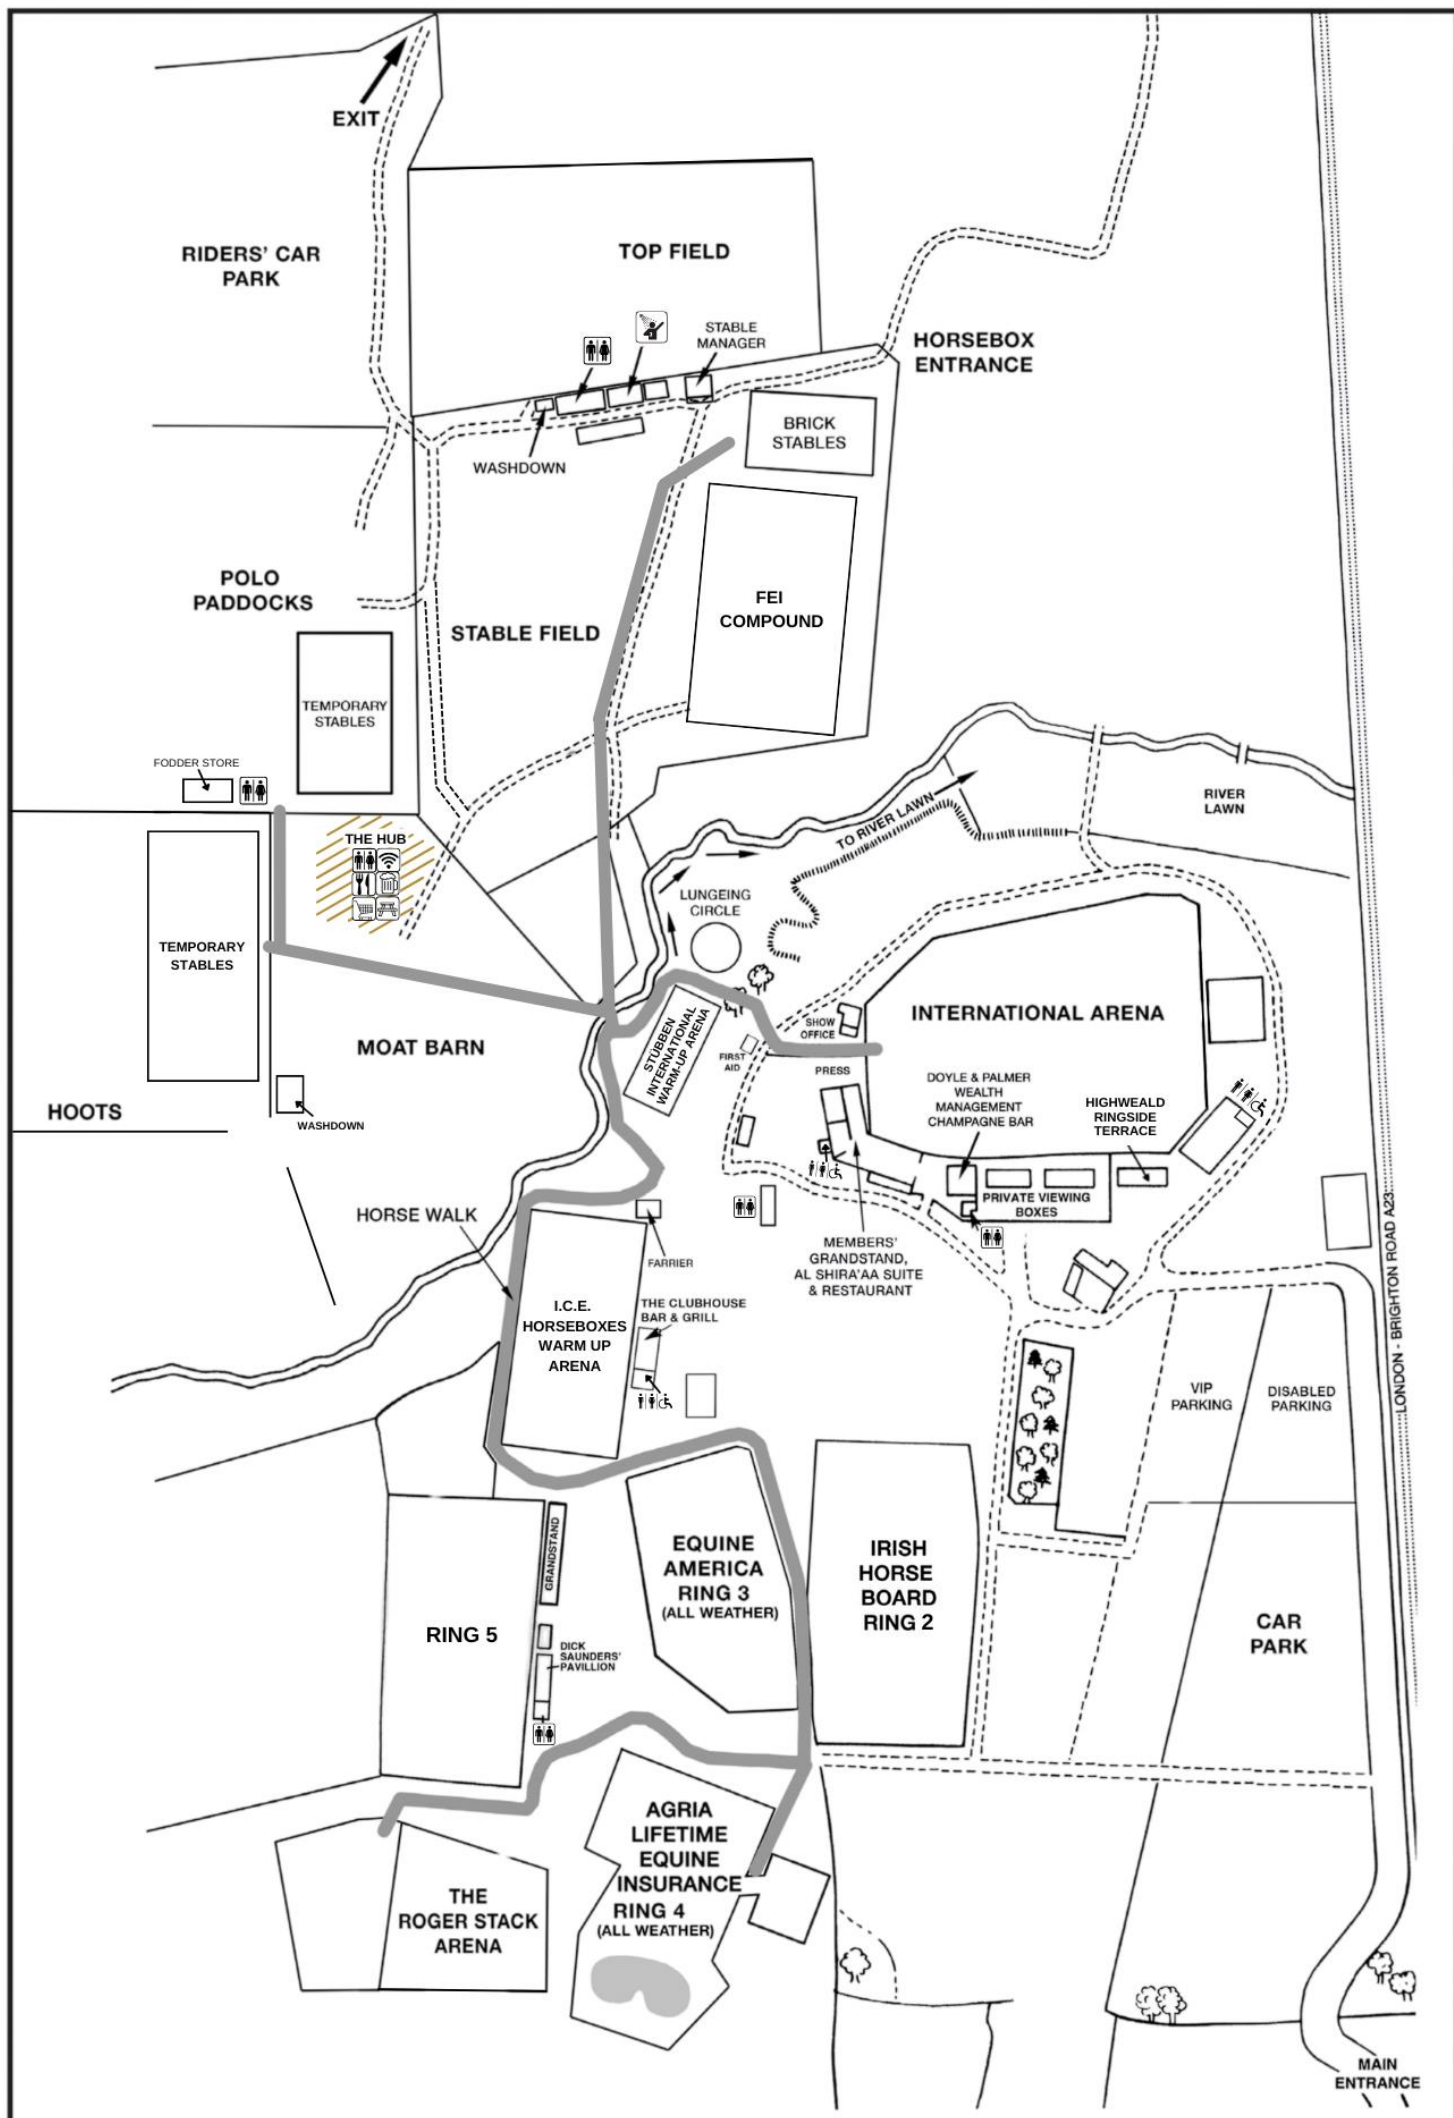 EXIT
RIDERS' CAR
PARK
TOP FIELD
STABLE
MANAGER
HORSEBOX
ENTRANCE
BRICK
STABLES
WASHDOWN
FEI
COMPOUND
POLO
PADDOCKS
STABLE FIELD
TEMPORARY
STABLES
FODDER STORE
THE HUB
TO RIVER LAWN
RIVER
LAWN
LUNGEING
CIRCLE
TEMPORARY
STABLES
INTERNATIONAL ARENA
SHOW
OFFICE
STÜBBEN
INTERNATIONAL
WARM-UP ARENA
FIRST
AID
PRESS
MOAT BARN
DOYLE & PALMER
WEALTH
MANAGEMENT
CHAMPAGNE BAR
HIGHWEALD
RINGSIDE
TERRACE
HOOTS
WASHDOWN
PRIVATE VIEWING
BOXES
HORSE WALK
FARRIER
MEMBERS'
GRANDSTAND,
AL SHIRA'AA SUITE
& RESTAURANT
LONDON - BRIGHTON ROAD A23
I.C.E.
HORSEBOXES
WARM UP
ARENA
THE CLUBHOUSE
BAR & GRILL
VIP
PARKING
DISABLED
PARKING
GRANDSTAND
EQUINE
AMERICA
RING 3
(ALL WEATHER)
IRISH
HORSE
BOARD
RING 2
RING 5
DICK
SAUNDERS'
PAVILLION
CAR
PARK
AGRIA
LIFETIME
EQUINE
INSURANCE
RING 4
(ALL WEATHER)
THE
ROGER STACK
ARENA
MAIN
ENTRANCE